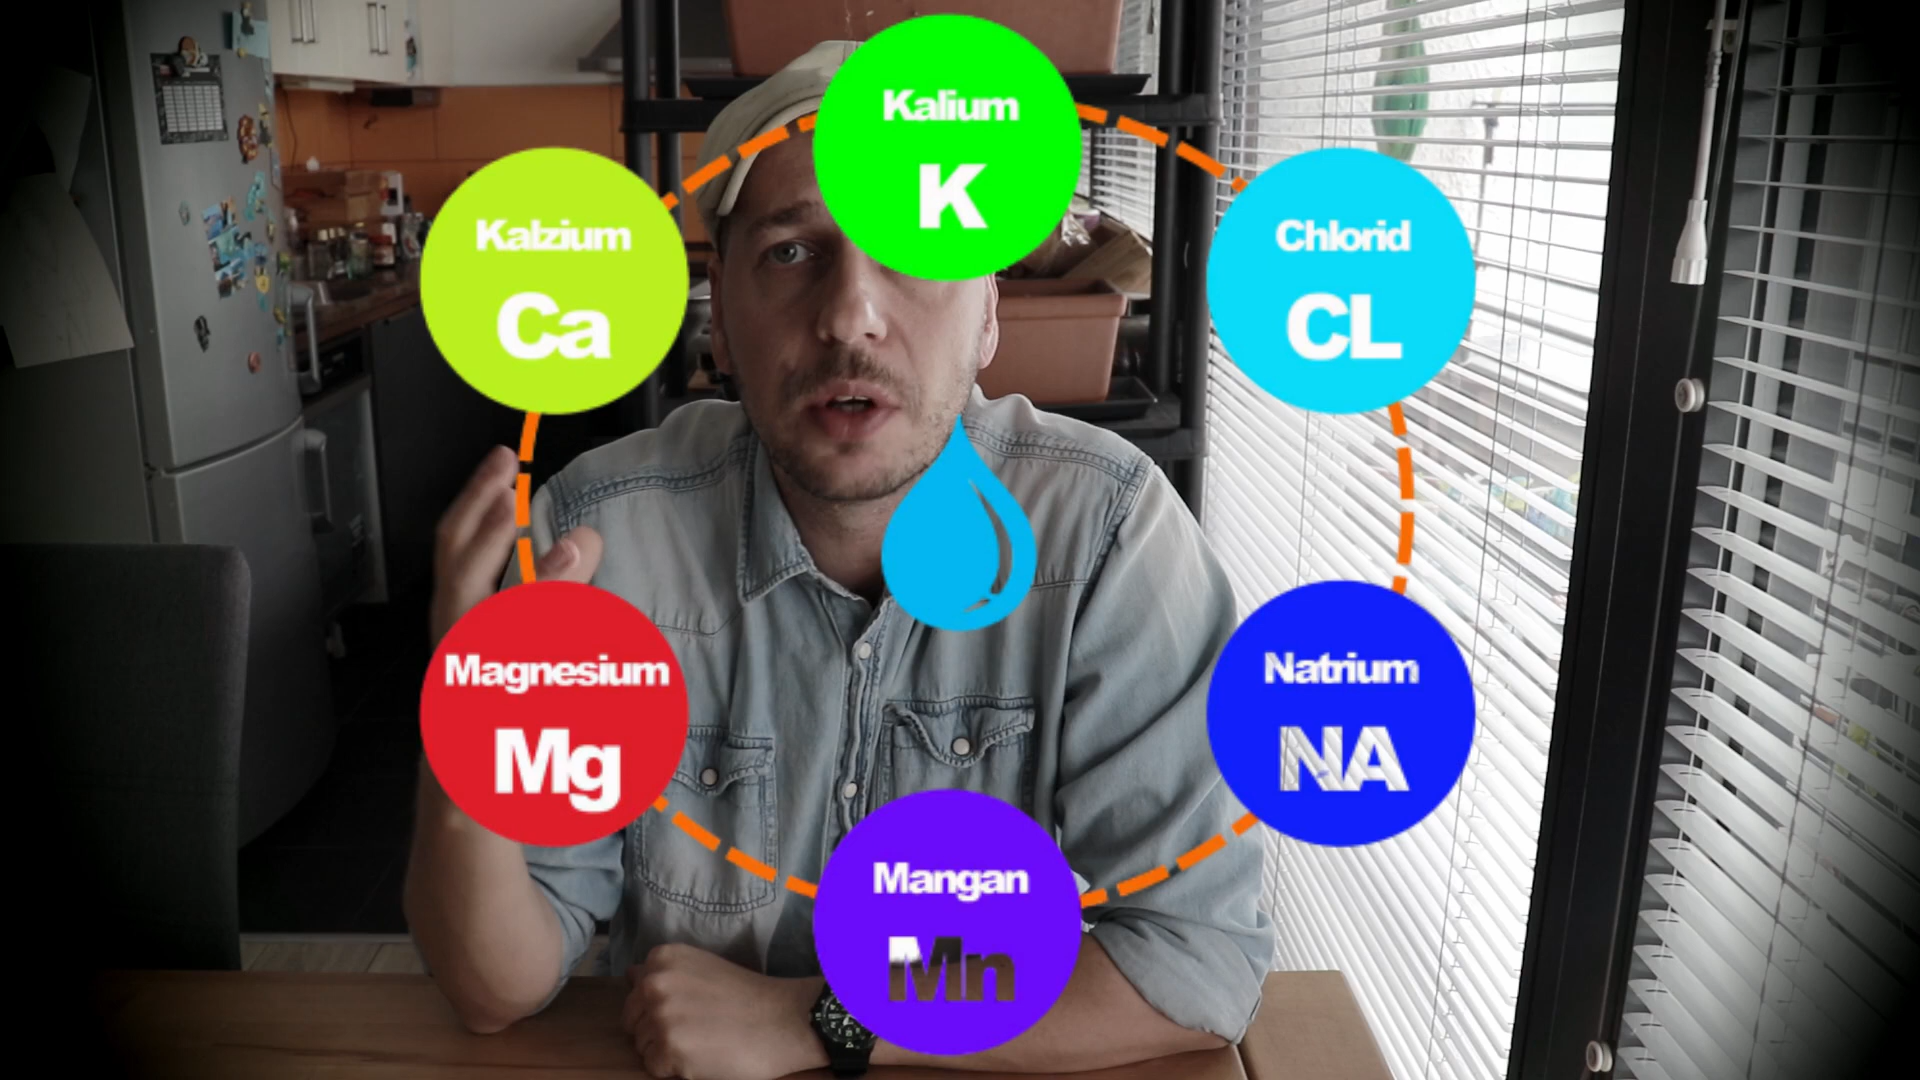 Kalium
K
Kalzium
Ca
Chlorid
CL
Magnesium
Mg
Natrium
NA
Mangan
Mn